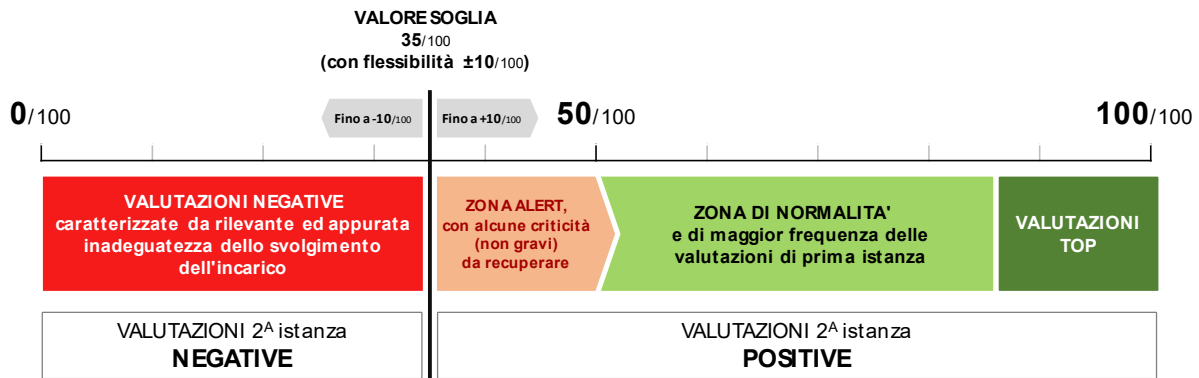 VALORE SOGLIA
35/100
(con flessibilità ±10/100)
0/100
Fino a -10/100
Fino a +10/100
50/100
100/100
VALUTAZIONI NEGATIVE
caratterizzate da rilevante ed appurata
inadeguatezza dello svolgimento
dell'incarico
ZONA ALERT,
con alcune criticità
(non gravi)
da recuperare
ZONA DI NORMALITA'
e di maggior frequenza delle
valutazioni di prima istanza
VALUTAZIONI
TOP
VALUTAZIONI 2ᴬ istanza
NEGATIVE
VALUTAZIONI 2ᴬ istanza
POSITIVE